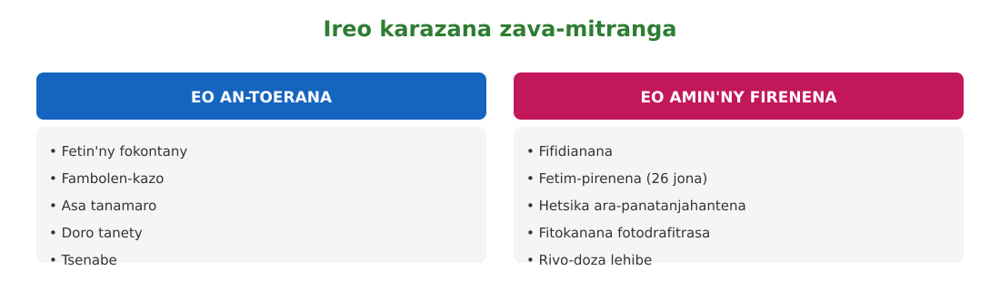 Ireo karazana zava-mitranga
EO AN-TOERANA
• Fetin'ny fokontany
• Fambolen-kazo
• Asa tanamaro
• Doro tanety
• Tsenabe
EO AMIN'NY FIRENENA
• Fifidianana
• Fetim-pirenena (26 jona)
• Hetsika ara-panatanjahantena
• Fitokanana fotodrafitrasa
• Rivo-doza lehibe